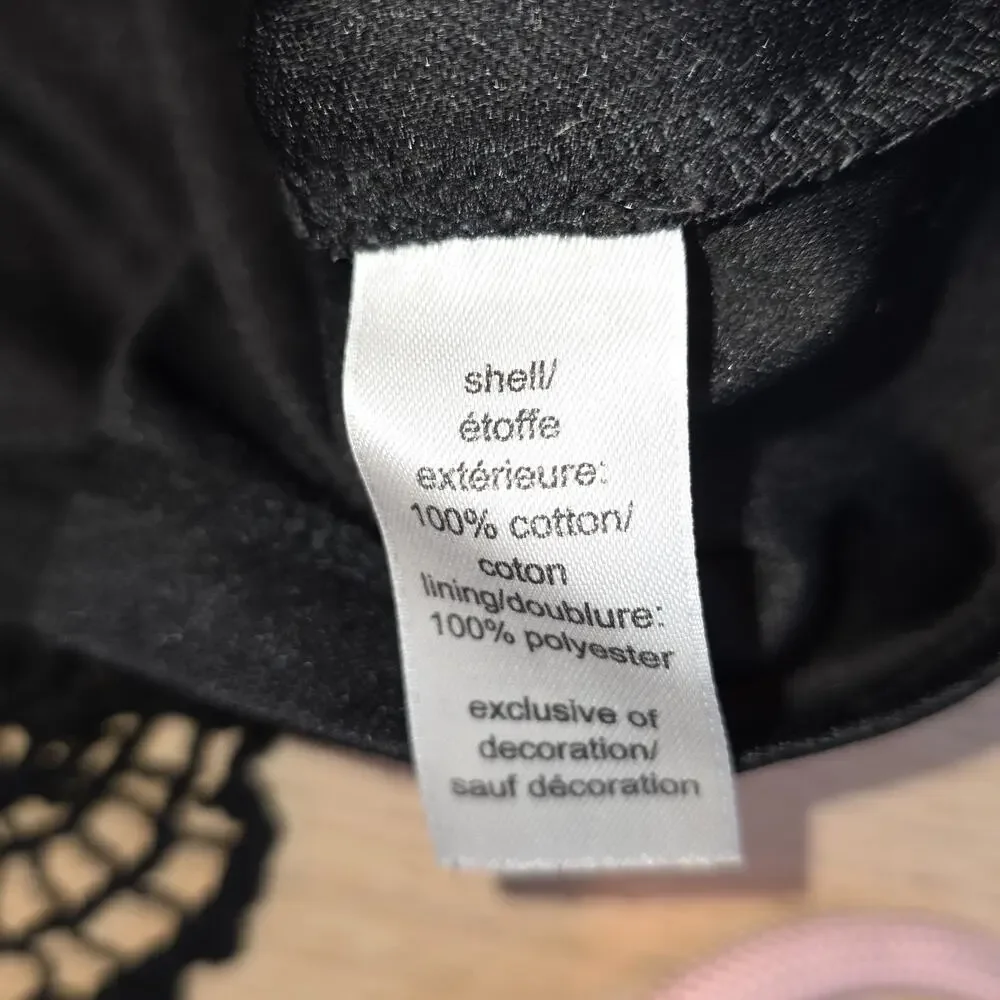 shell/
étoffe
extérieure:
100% cotton/
coton
lining/doublure:
100% polyester
exclusive of
decoration/
sauf décoration